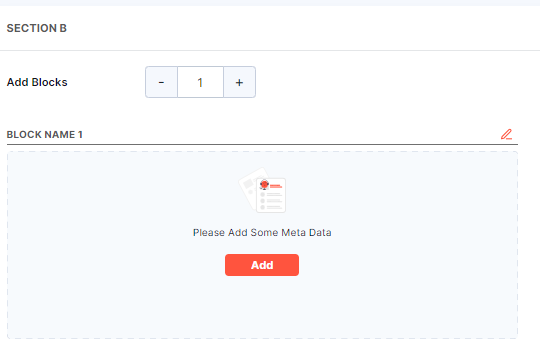 SECTION B
Add Blocks
- 1 +
BLOCK NAME 1
Please Add Some Meta Data
Add